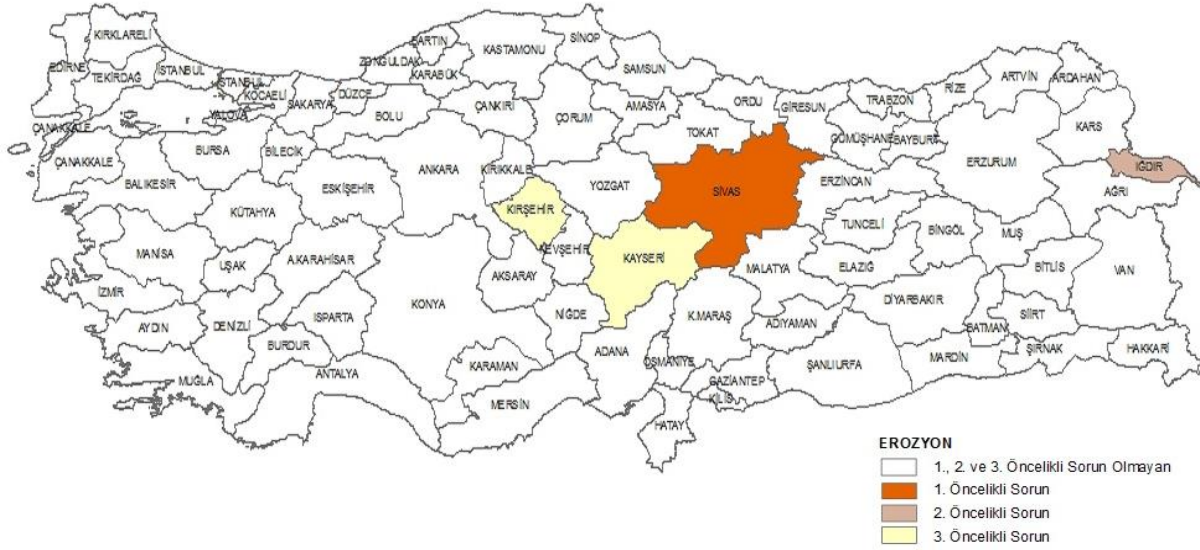 KIRKLARELİ
EDİRNE
TEKİRDAĞ
İSTANBUL
İSTANBUL
KOCAELİ
YALOVA
SAKARYA
DÜZCE
BOLU
ZONGULDAK
BARTIN
KARABÜK
KASTAMONU
SİNOP
SAMSUN
ÇANKIRI
ÇORUM
AMASYA
TOKAT
ORDU
GİRESUN
TRABZON
RİZE
ARTVİN
ARDAHAN
GÜMÜŞHANE
BAYBURT
KARS
IĞDIR
ERZURUM
AĞRI
ERZİNCAN
SİVAS
YOZGAT
KIRIKKALE
ANKARA
ESKİŞEHİR
BİLECİK
BURSA
ÇANAKKALE
ÇANAKKALE
BALIKESİR
KÜTAHYA
KIRŞEHİR
NEVŞEHİR
KAYSERİ
TUNCELİ
BİNGÖL
MUŞ
BİTLİS
VAN
MANİSA
UŞAK
A.KARAHİSAR
AKSARAY
KONYA
MALATYA
ELAZIĞ
DİYARBAKIR
BATMAN
SİİRT
ŞIRNAK
HAKKARİ
İZMİR
AYDIN
DENİZLİ
ISPARTA
BURDUR
NİĞDE
K.MARAŞ
ADIYAMAN
MARDİN
ŞANLIURFA
MUĞLA
ANTALYA
KARAMAN
MERSİN
ADANA
OSMANİYE
GAZİANTEP
KİLİS
HATAY
EROZYON
1., 2. ve 3. Öncelikli Sorun Olmayan
1. Öncelikli Sorun
2. Öncelikli Sorun
3. Öncelikli Sorun